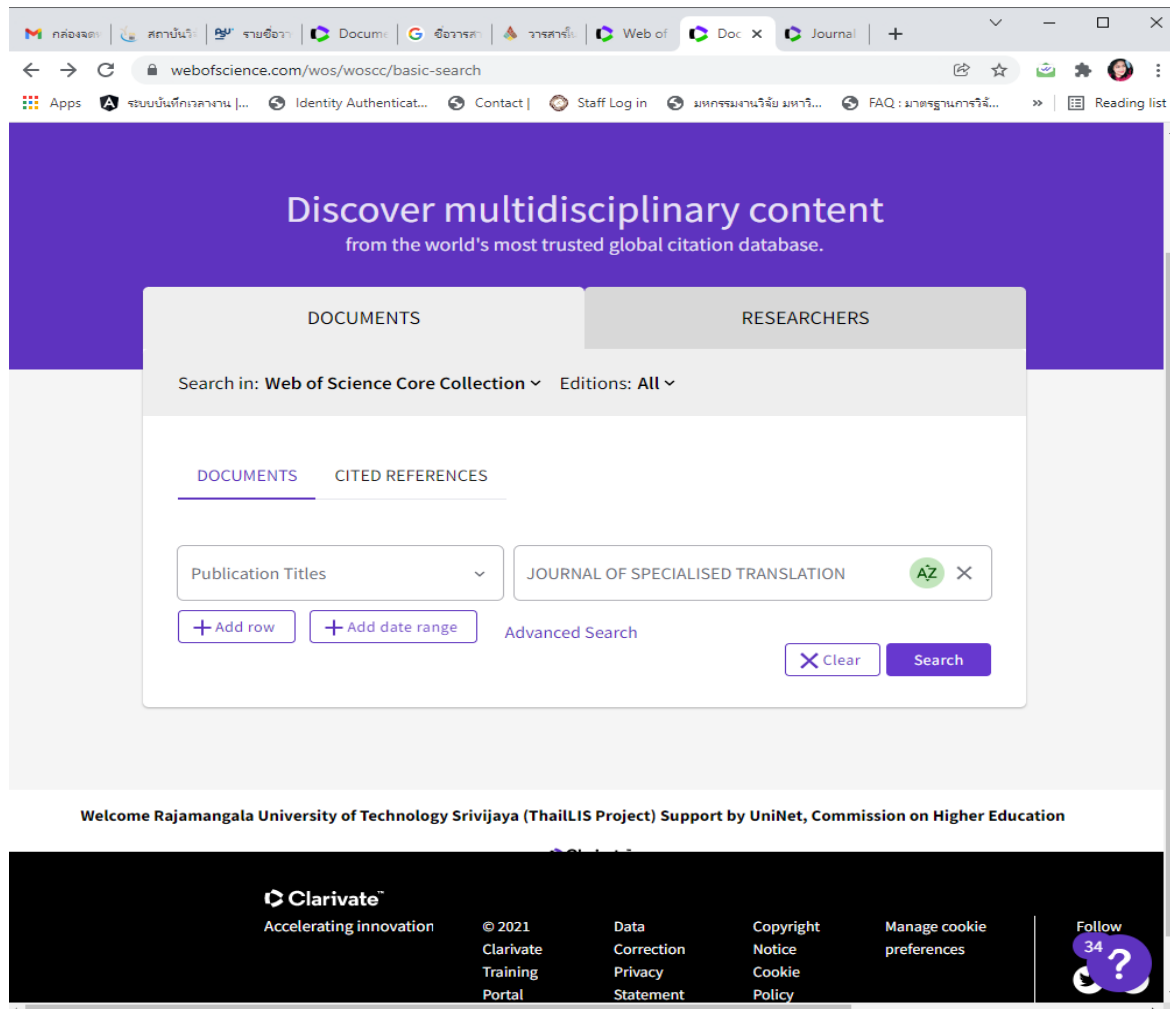 กล่องจดห
สถาบันวิจ
รายชื่อวา
Docume
ชื่อวารสา
วารสารใน
Web of
Doc
Journal
webofscience.com/wos/woscc/basic-search
Apps ระบบบันทึกเวลางาน |... Identity Authenticat... Contact | Staff Log in มหกรรมงานวิจัย มหาวิ... FAQ : มาตรฐานการวิจั... » Reading list
Discover multidisciplinary content
from the world's most trusted global citation database.
DOCUMENTS RESEARCHERS
Search in: Web of Science Core Collection Editions: All
DOCUMENTS CITED REFERENCES
Publication Titles JOURNAL OF SPECIALISED TRANSLATION AZ
+ Add row + Add date range Advanced Search
Clear Search
Welcome Rajamangala University of Technology Srivijaya (ThaiLIS Project) Support by UniNet, Commission on Higher Education
Clarivate™
Accelerating innovation
© 2021
Clarivate
Training
Portal
Data
Correction
Privacy
Statement
Copyright
Notice
Cookie
Policy
Manage cookie
preferences
Follow
34 ?